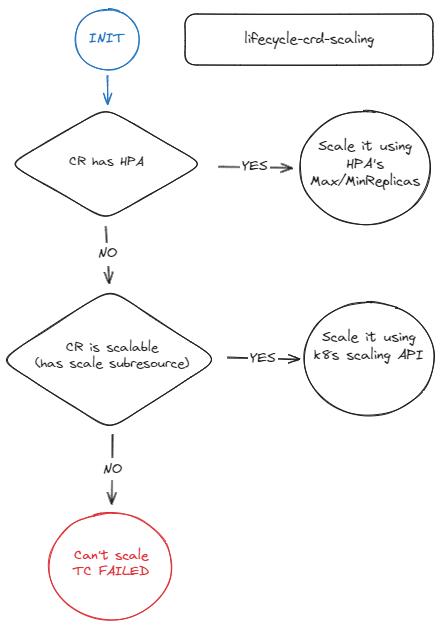 INIT
lifecycle-crd-scaling
CR has HPA
YES
Scale it using
HPA's
Max/MinReplicas
NO
CR is scalable
(has scale subresource)
YES
Scale it using
k8s scaling API
NO
Can't scale
TC FAILED